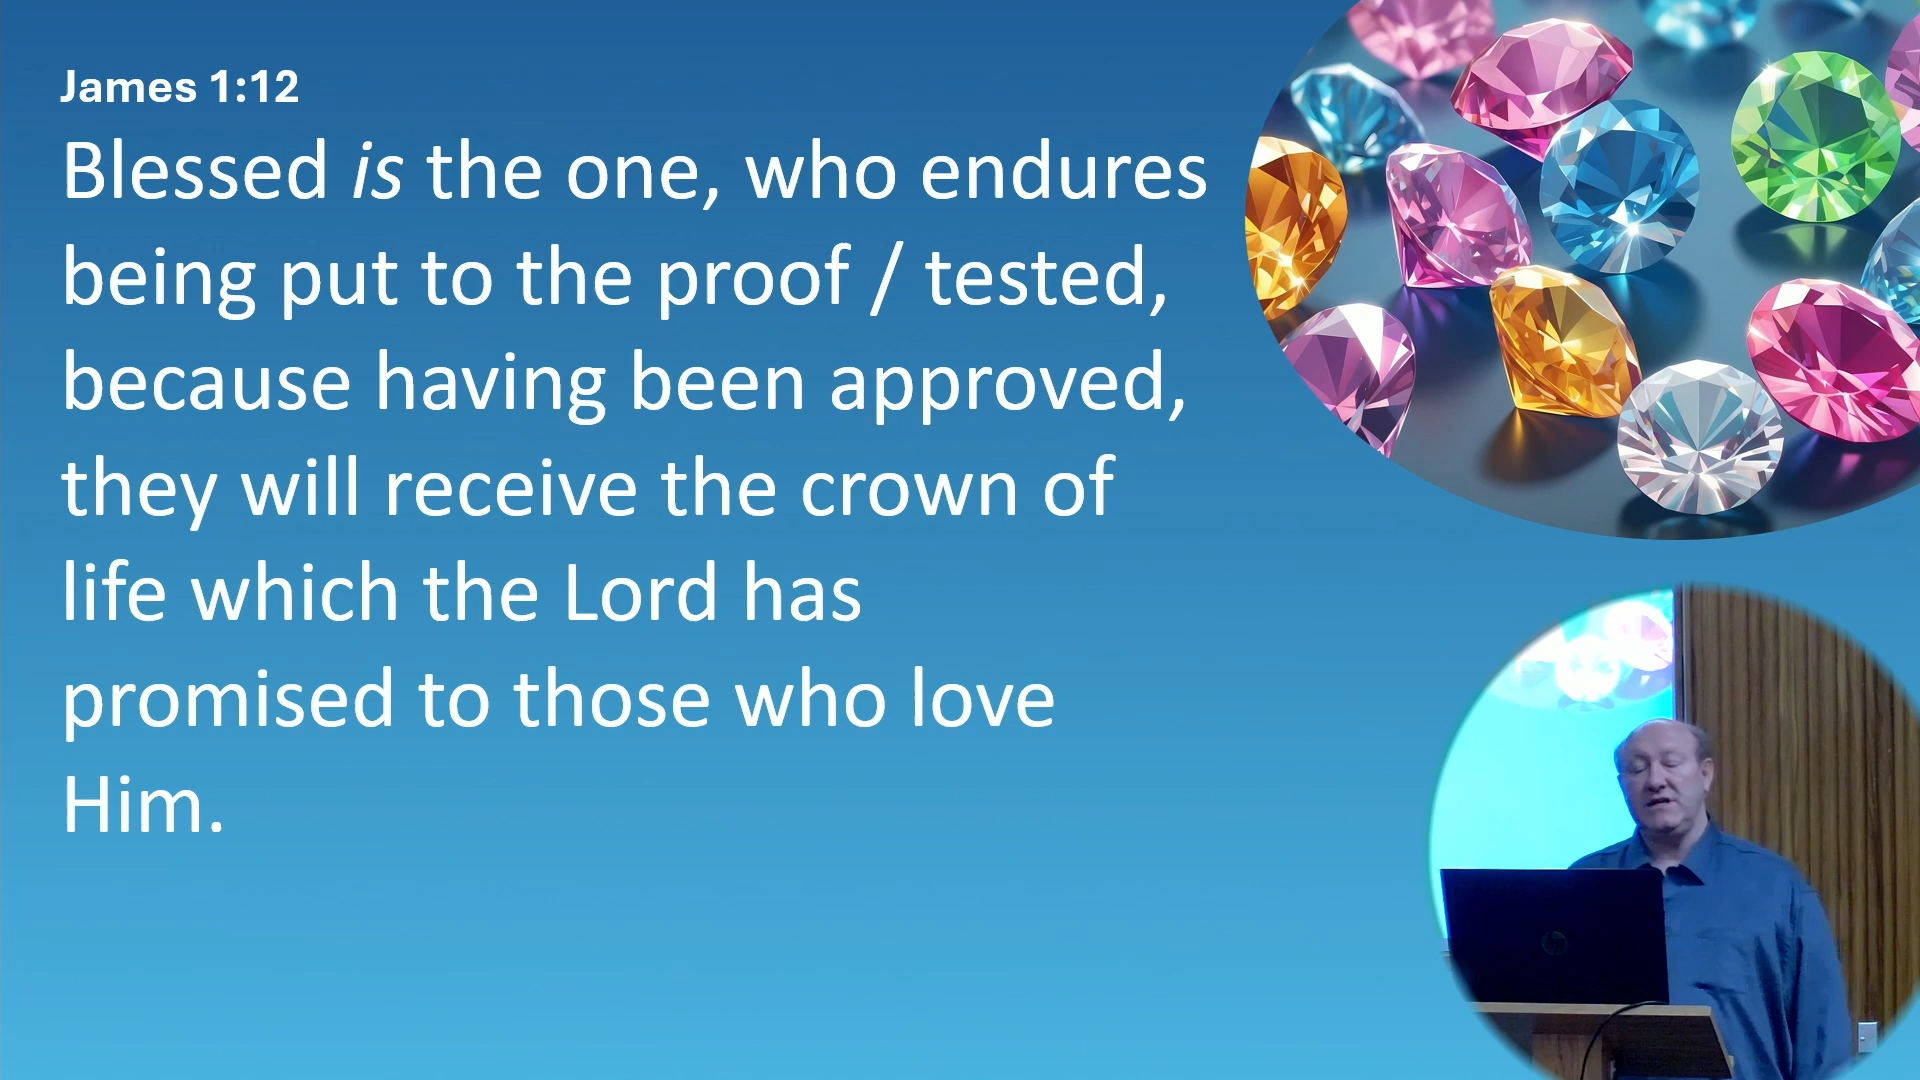 James 1:12
Blessed is the one, who endures
being put to the proof / tested,
because having been approved,
they will receive the crown of
life which the Lord has
promised to those who love
Him.
hp